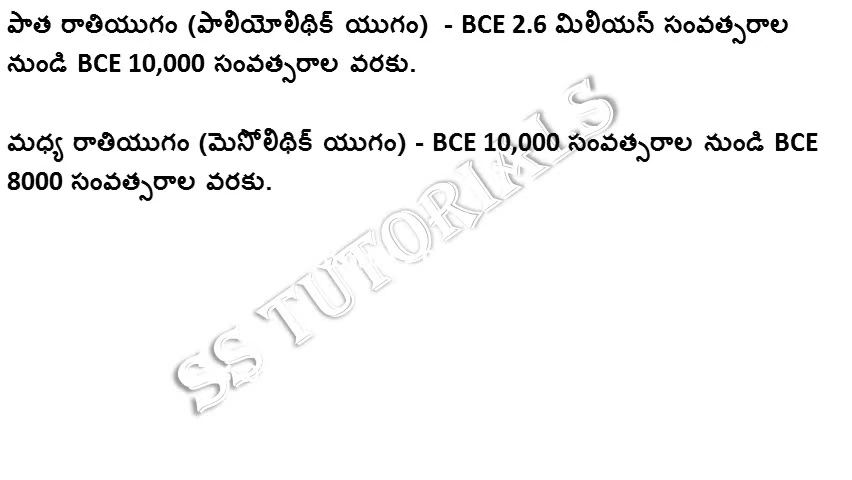 పాత రాతియుగం (పాలియోలిథిక్ యుగం)  - BCE 2.6 మిలియన్ సంవత్సరాల
నుండి BCE 10,000 సంవత్సరాల వరకు.
మధ్య రాతియుగం (మెసోలిథిక్ యుగం) - BCE 10,000 సంవత్సరాల నుండి BCE
8000 సంవత్సరాల వరకు.
SS TUTORIALS